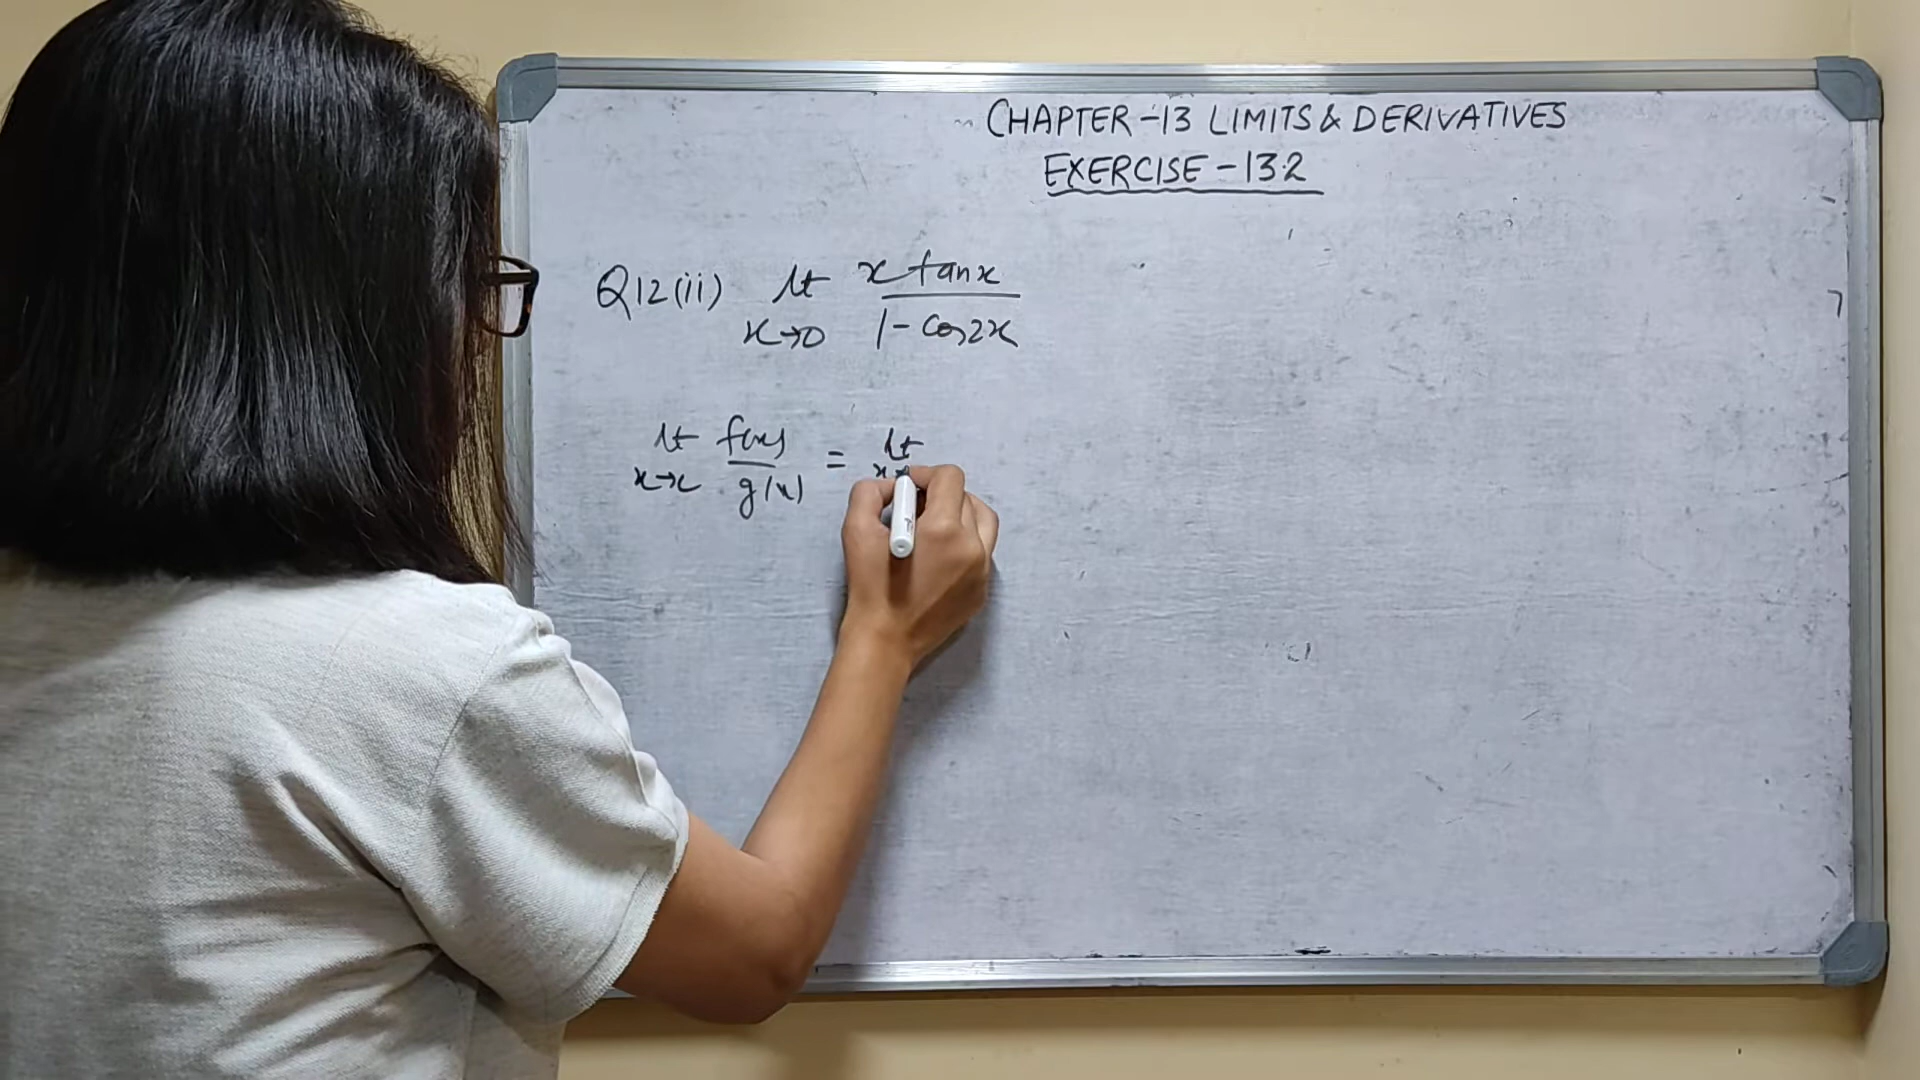 CHAPTER-13 LIMITS & DERIVATIVES
EXERCISE-13.2
Q12(ii) lt x→0 x tanx / 1 - cos2x
lt x→x f(x) / g(x) = lt